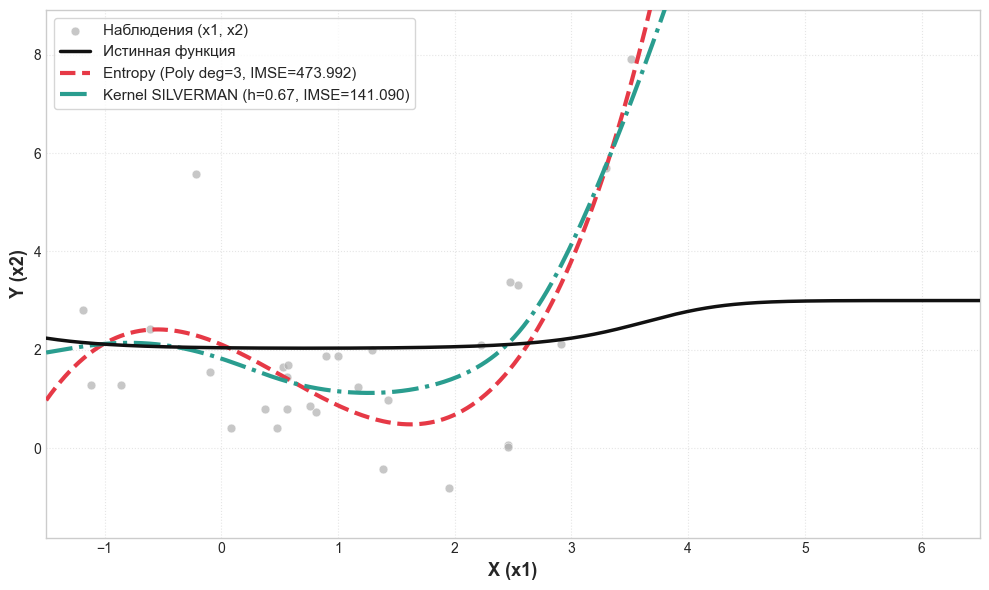 Наблюдения (x1, x2)
Истинная функция
Entropy (Poly deg=3, IMSE=473.992)
Kernel SILVERMAN (h=0.67, IMSE=141.090)
8
6
4
2
0
Y (x2)
−1 0 1 2 3 4 5 6
X (x1)